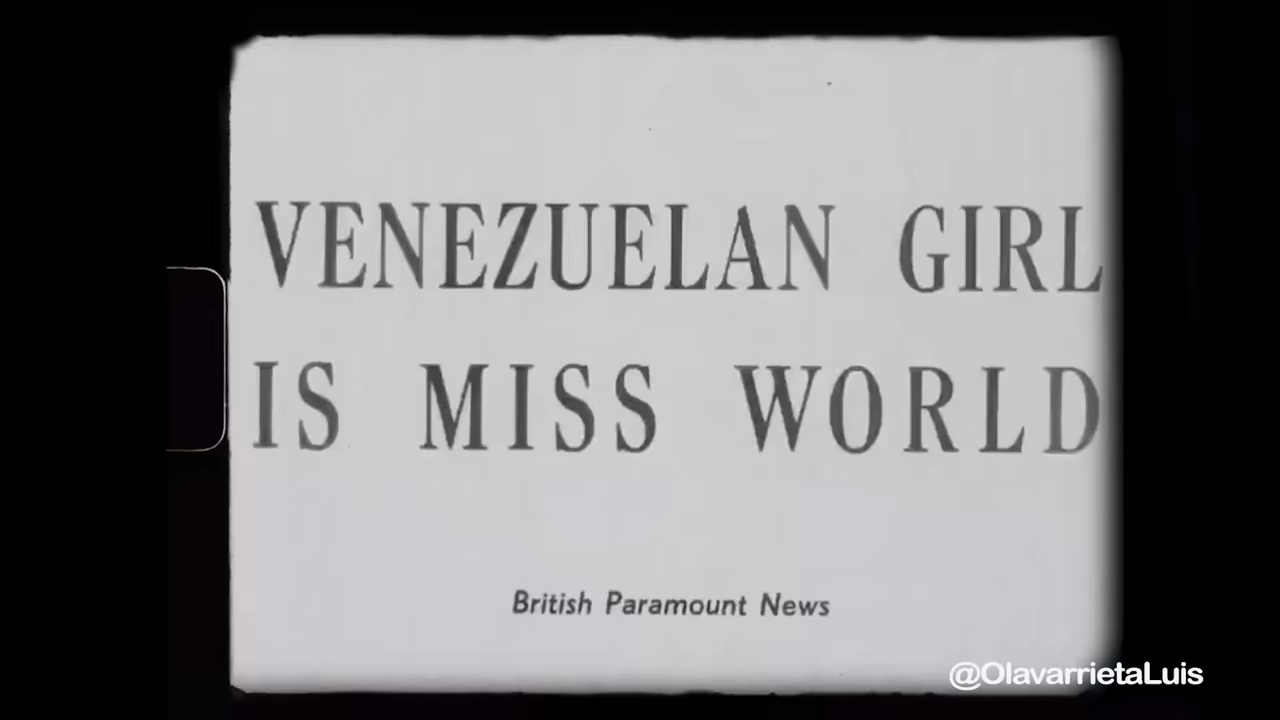 VENEZUELAN GIRL
IS MISS WORLD
British Paramount News
@OlavarrietaLuis